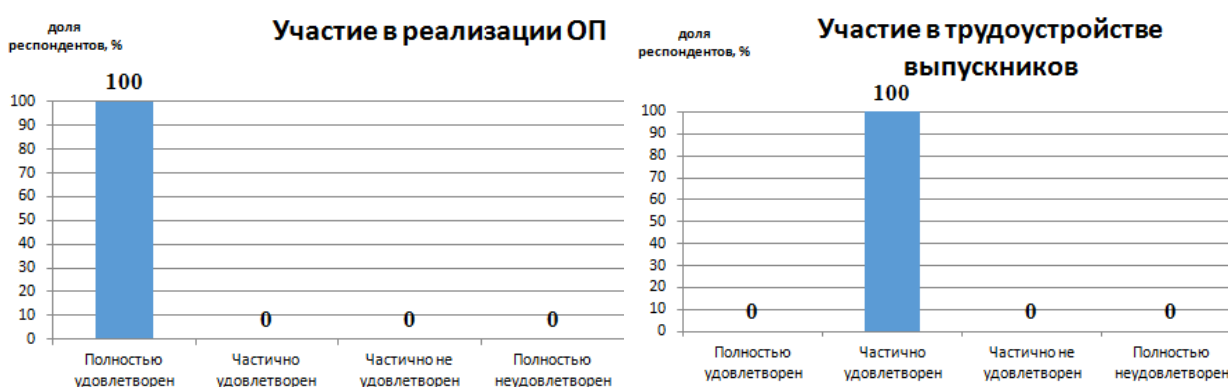 доля
респондентов, %
Участие в реализации ОП
100
100
90
80
70
60
50
40
30
20
10
0
0
0
0
Полностью
удовлетворен
Частично
удовлетворен
Частично не
удовлетворен
Полностью
неудовлетворен
доля
респондентов, %
Участие в трудоустройстве
выпускников
100
100
90
80
70
60
50
40
30
20
10
0
0
0
0
Полностью
удовлетворен
Частично
удовлетворен
Частично не
удовлетворен
Полностью
неудовлетворен